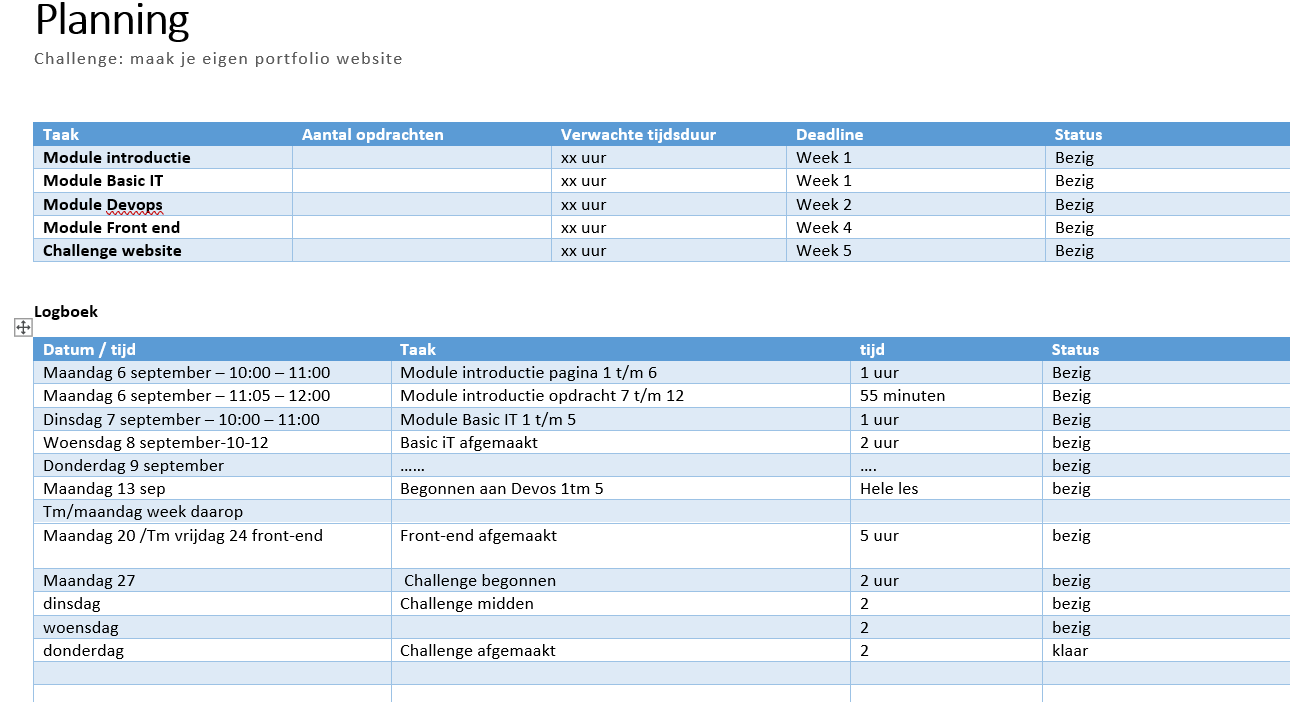 Planning
Challenge: maak je eigen portfolio website
Taak Aantal opdrachten Verwachte tijdsduur Deadline Status
Module introductie xx uur Week 1 Bezig
Module Basic IT xx uur Week 1 Bezig
Module Devops xx uur Week 2 Bezig
Module Front end xx uur Week 4 Bezig
Challenge website xx uur Week 5 Bezig
Logboek
Datum / tijd Taak tijd Status
Maandag 6 september – 10:00 – 11:00 Module introductie pagina 1 t/m 6 1 uur Bezig
Maandag 6 september – 11:05 – 12:00 Module introductie opdracht 7 t/m 12 55 minuten Bezig
Dinsdag 7 september – 10:00 – 11:00 Module Basic IT 1 t/m 5 1 uur Bezig
Woensdag 8 september-10-12 Basic iT afgemaakt 2 uur bezig
Donderdag 9 september …... …. bezig
Maandag 13 sep Begonnen aan Devos 1tm 5 Hele les bezig
Tm/maandag week daarop
Maandag 20 /Tm vrijdag 24 front-end Front-end afgemaakt 5 uur bezig
Maandag 27 Challenge begonnen 2 uur bezig
dinsdag Challenge midden 2 bezig
woensdag 2 bezig
donderdag Challenge afgemaakt 2 klaar